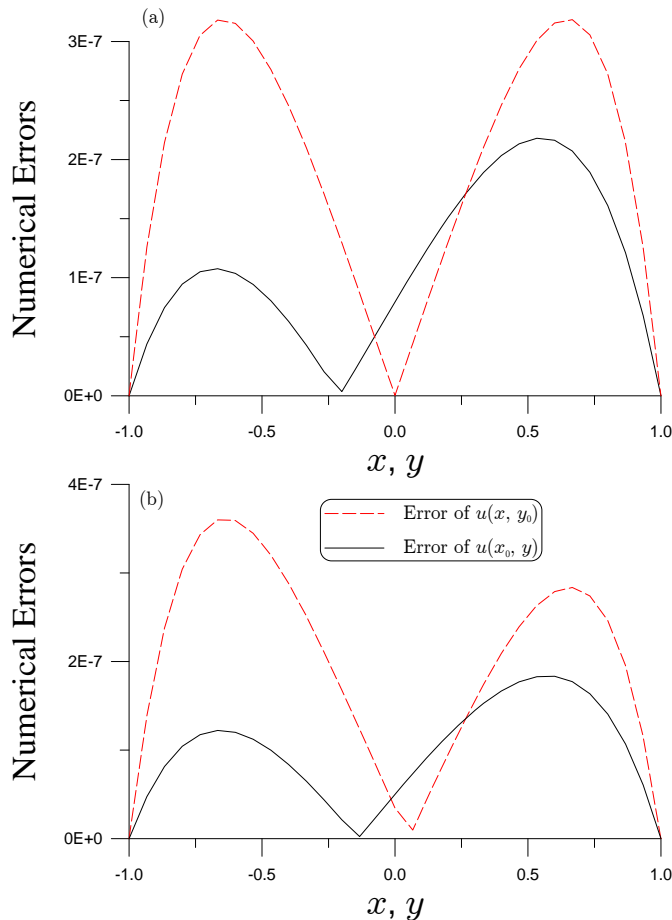 (a)
3E-7
2E-7
1E-7
0E+0
Numerical Errors
-1.0 -0.5 0.0 0.5 1.0
x, y
(b)
4E-7
2E-7
0E+0
Numerical Errors
Error of u(x, y₀)
Error of u(x₀, y)
-1.0 -0.5 0.0 0.5 1.0
x, y